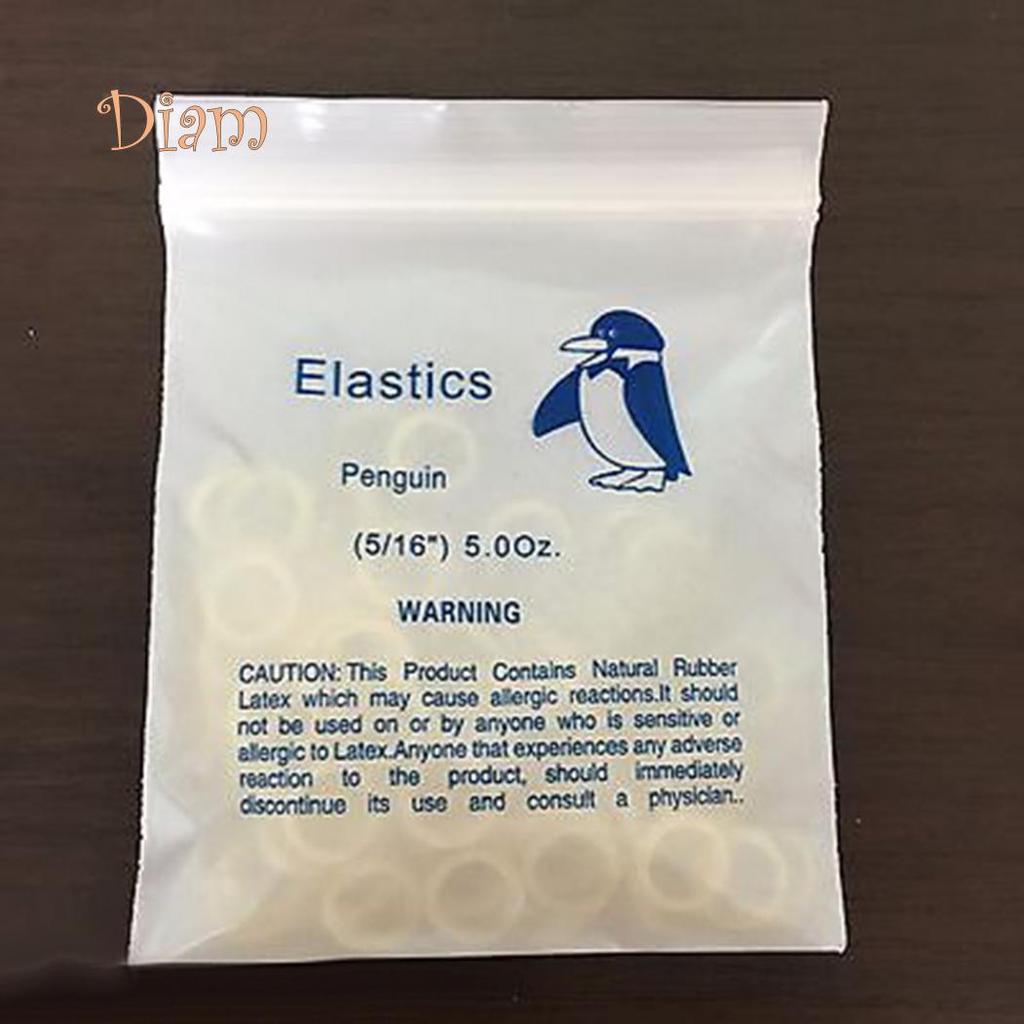 Diam
Elastics
Penguin
(5/16") 5.0Oz.
WARNING
CAUTION: This Product Contains Natural Rubber
Latex which may cause allergic reactions.It should
not be used on or by anyone who is sensitive or
allergic to Latex.Anyone that experiences any adverse
reaction to the product, should immediately
discontinue its use and consult a physician..